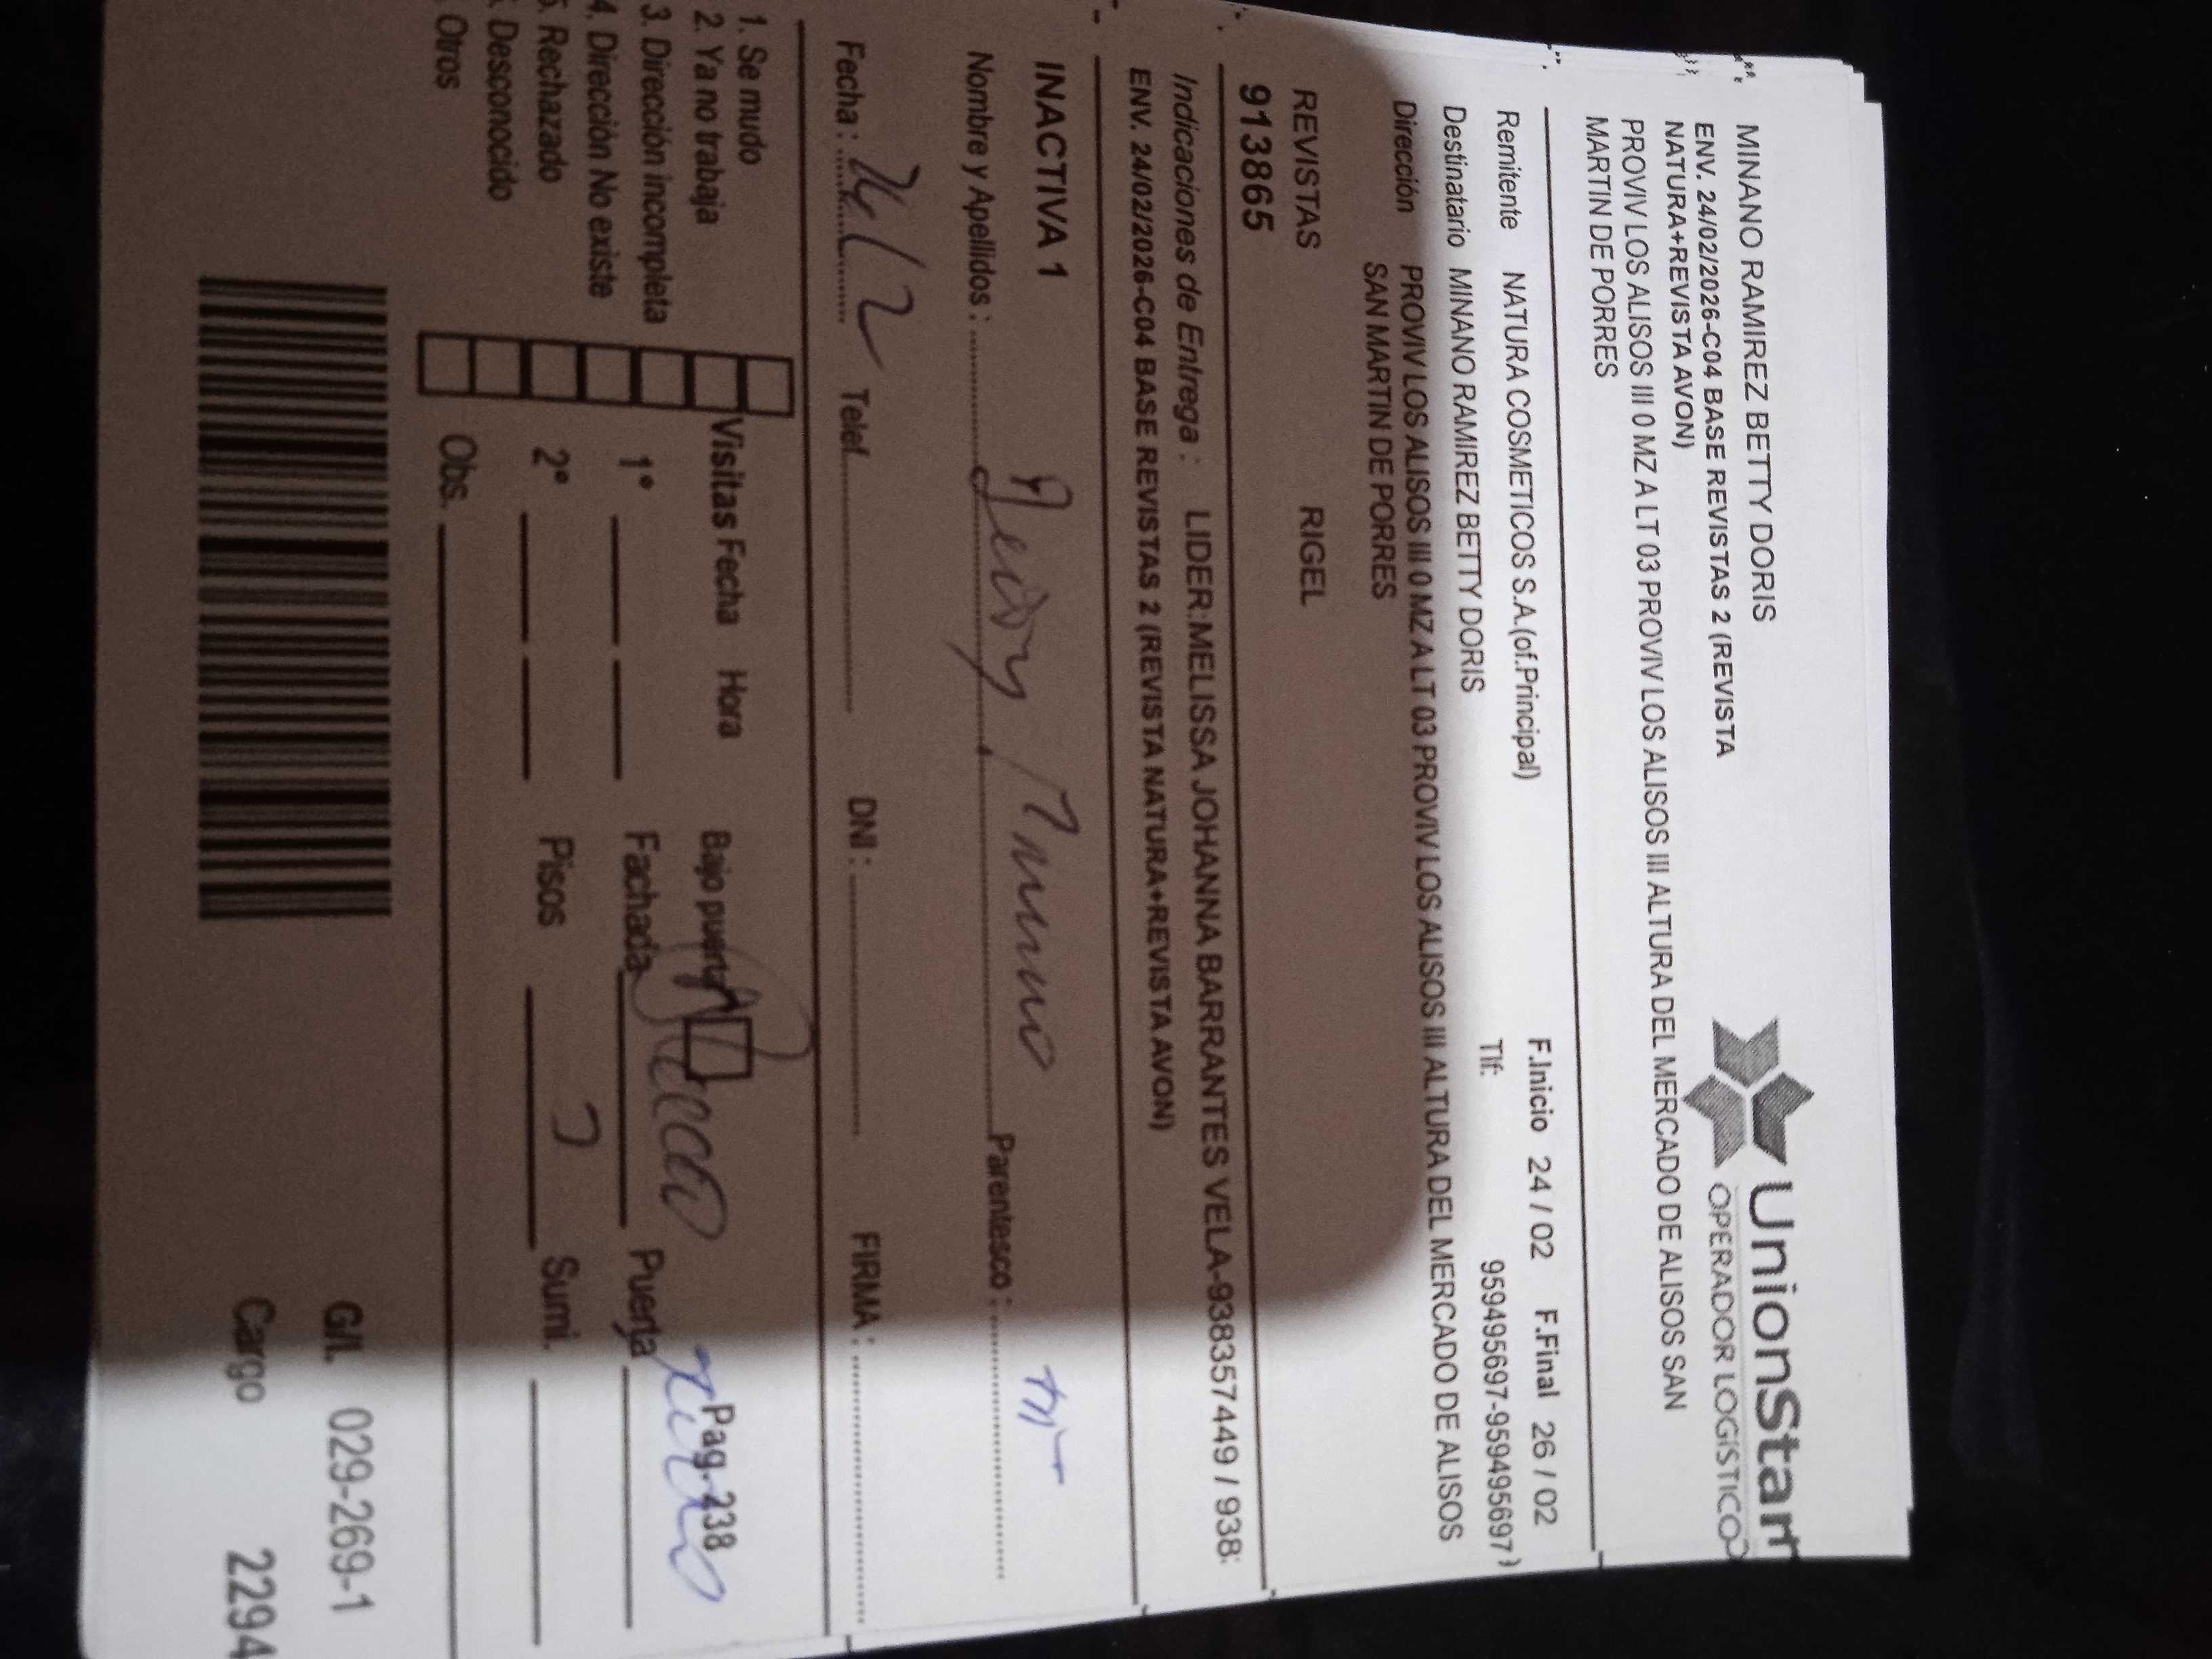 MINANO RAMIREZ BETTY DORIS
UnionStar
OPERADOR LOGISTICO
ENV. 24/02/2026-C04 BASE REVISTAS 2 (REVISTA
NATURA+REVISTA AVON)
PROVIV LOS ALISOS III 0 MZ A LT 03 PROVIV LOS ALISOS III ALTURA DEL MERCADO DE ALISOS SAN
MARTIN DE PORRES
Remitente NATURA COSMETICOS S.A.(of.Principal) F.Inicio 24 / 02 F.Final 26 / 02
Destinatario MINANO RAMIREZ BETTY DORIS Tlf: 959495697-959495697
Dirección PROVIV LOS ALISOS III 0 MZ A LT 03 PROVIV LOS ALISOS III ALTURA DEL MERCADO DE ALISOS
SAN MARTIN DE PORRES
REVISTAS RIGEL
913865
Indicaciones de Entrega : LIDER:MELISSA JOHANNA BARRANTES VELA-938357449 / 938
ENV. 24/02/2026-C04 BASE REVISTAS 2 (REVISTA NATURA+REVISTA AVON)
INACTIVA 1
Nombre y Apellidos : Parentesco :
Fecha : Telef. DNI : FIRMA :
1. Se mudo
2. Ya no trabaja
3. Dirección incompleta
4. Dirección No existe
5. Rechazado
Desconocido
Otros
Visitas Fecha Hora
1°
2°
Obs.
Bajo puerta Pag-238
Fachada Puerta
Pisos Sumi.
G/I. 029-269-1
Cargo 2294